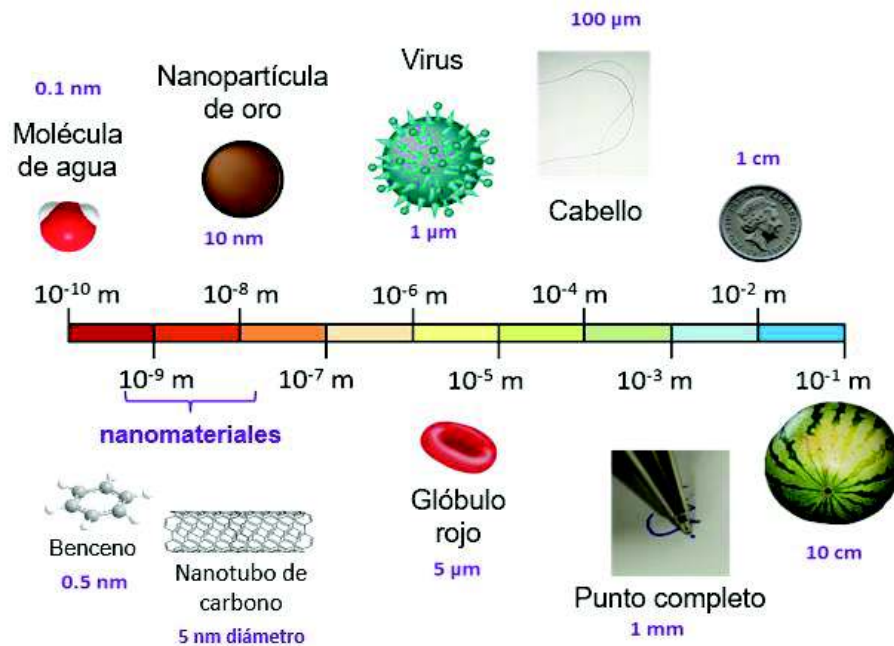 100 µm
Virus
Nanopartícula
de oro
0.1 nm
Molécula
de agua
1 cm
Cabello
10 nm
1 µm
10-10 m
10-8 m
10-6 m
10-4 m
10-2 m
10-9 m
10-7 m
10-5 m
10-3 m
10-1 m
nanomateriales
Benceno
0.5 nm
Nanotubo de
carbono
5 nm diámetro
Glóbulo
rojo
5 µm
Punto completo
1 mm
10 cm